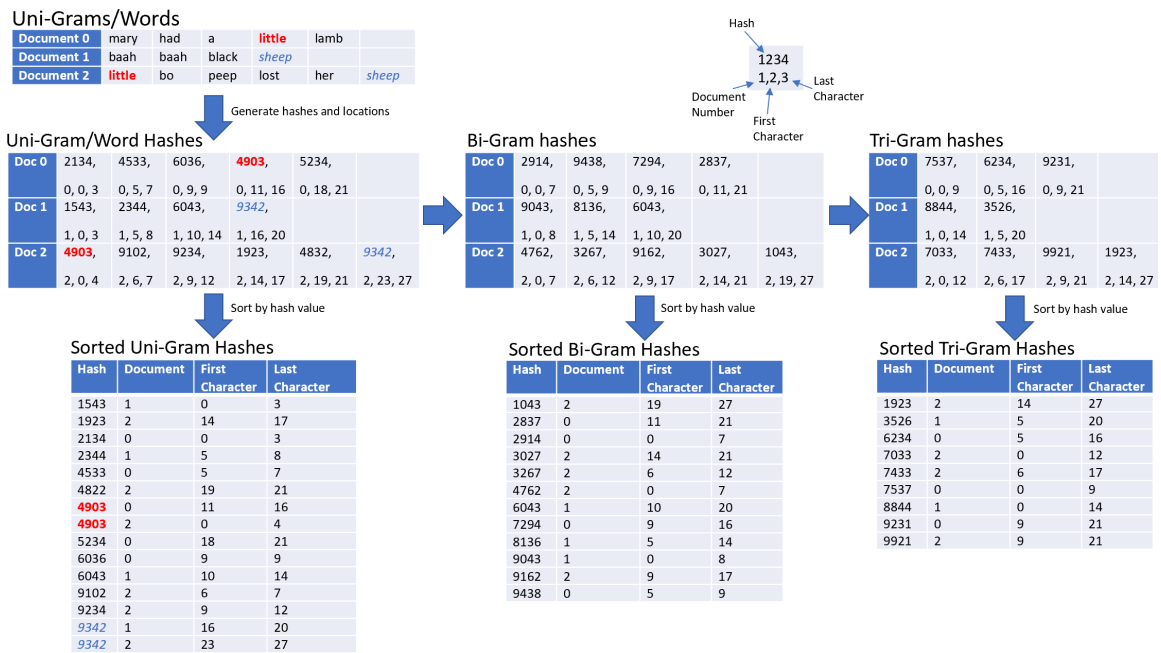 Uni-Grams/Words
Document 0 mary had a little lamb
Document 1 baah baah black sheep
Document 2 little bo peep lost her sheep
Generate hashes and locations
Hash
1234
1,2,3
Document
Number
First
Character
Last
Character
Uni-Gram/Word Hashes
Doc 0 2134, 4533, 6036, 4903, 5234,
0, 0, 3 0, 5, 7 0, 9, 9 0, 11, 16 0, 18, 21
Doc 1 1543, 2344, 6043, 9342,
1, 0, 3 1, 5, 8 1, 10, 14 1, 16, 20
Doc 2 4903, 9102, 9234, 1923, 4832, 9342,
2, 0, 4 2, 6, 7 2, 9, 12 2, 14, 17 2, 19, 21 2, 23, 27
Bi-Gram hashes
Doc 0 2914, 9438, 7294, 2837,
0, 0, 7 0, 5, 9 0, 9, 16 0, 11, 21
Doc 1 9043, 8136, 6043,
1, 0, 8 1, 5, 14 1, 10, 20
Doc 2 4762, 3267, 9162, 3027, 1043,
2, 0, 7 2, 6, 12 2, 9, 17 2, 14, 21 2, 19, 27
Tri-Gram hashes
Doc 0 7537, 6234, 9231,
0, 0, 9 0, 5, 16 0, 9, 21
Doc 1 8844, 3526,
1, 0, 14 1, 5, 20
Doc 2 7033, 7433, 9921, 1923,
2, 0, 12 2, 6, 17 2, 9, 21 2, 14, 27
Sort by hash value
Sort by hash value
Sort by hash value
Sorted Uni-Gram Hashes
Hash Document First Last
Character Character
1543 1 0 3
1923 2 14 17
2134 0 0 3
2344 1 5 8
4533 0 5 7
4822 2 19 21
4903 0 11 16
4903 2 0 4
5234 0 18 21
6036 0 9 9
6043 1 10 14
9102 2 6 7
9234 2 9 12
9342 1 16 20
9342 2 23 27
Sorted Bi-Gram Hashes
Hash Document First Last
Character Character
1043 2 19 27
2837 0 11 21
2914 0 0 7
3027 2 14 21
3267 2 6 12
4762 2 0 7
6043 1 10 20
7294 0 9 16
8136 1 5 14
9043 1 0 8
9162 2 9 17
9438 0 5 9
Sorted Tri-Gram Hashes
Hash Document First Last
Character Character
1923 2 14 27
3526 1 5 20
6234 0 5 16
7033 2 0 12
7433 2 6 17
7537 0 0 9
8844 1 0 14
9231 0 9 21
9921 2 9 21